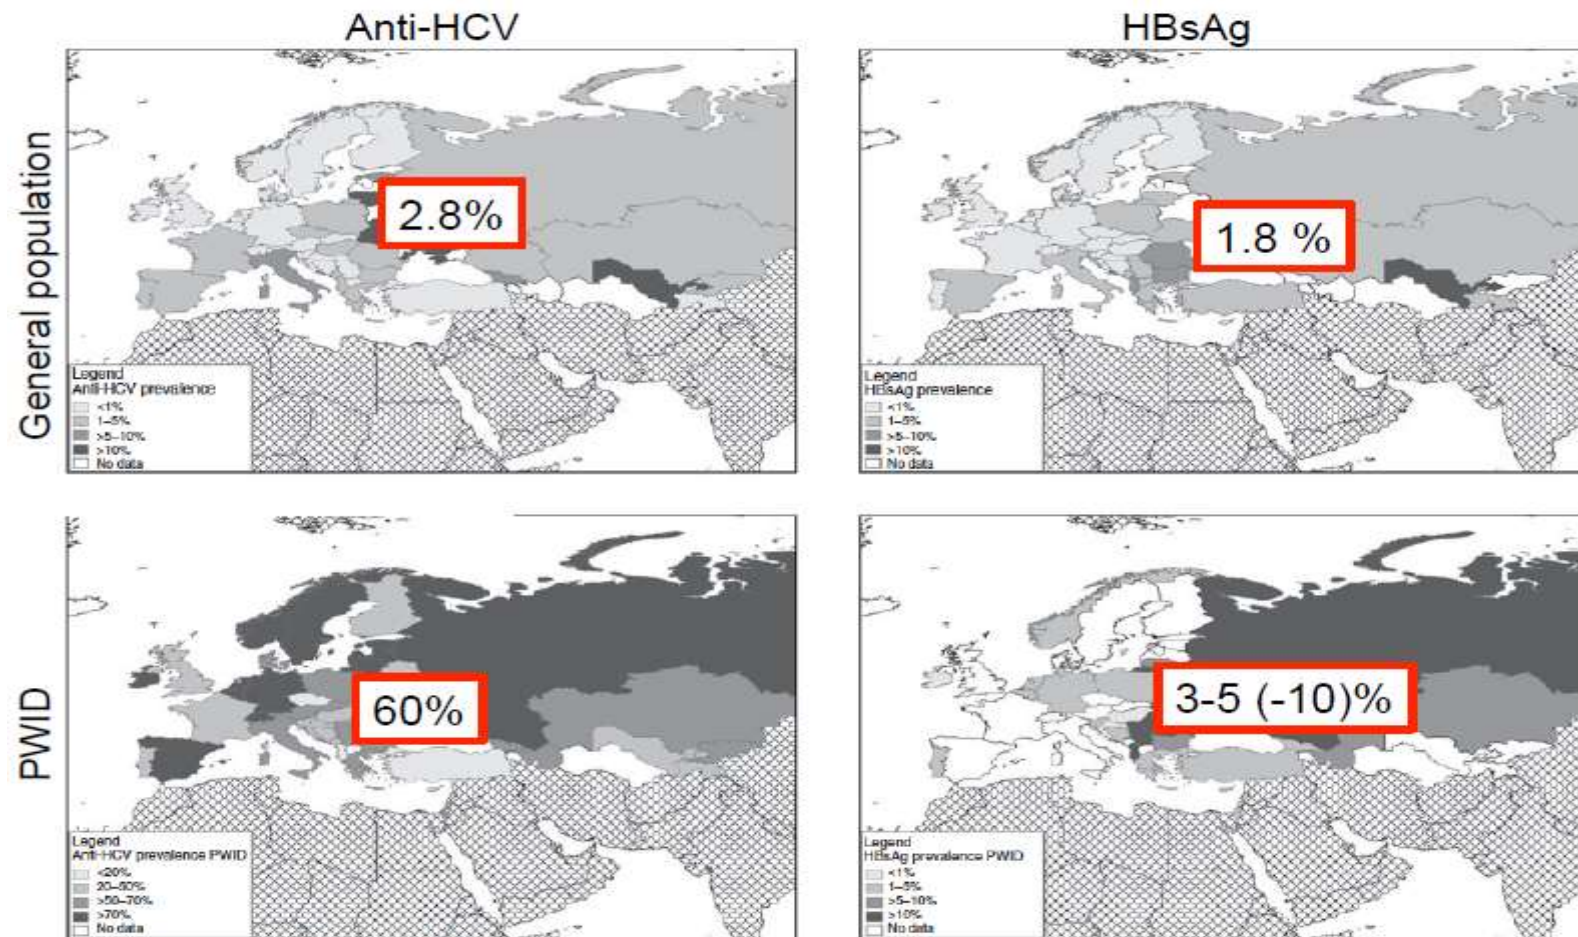 Anti-HCV
HBsAg
General population
2.8%
1.8 %
Legend
Anti-HCV prevalence
<1%
1–5%
>5–10%
>10%
No data
Legend
HBsAg prevalence
<1%
1–5%
>5–10%
>10%
No data
PWID
60%
3-5 (-10)%
Legend
Anti-HCV prevalence PWID
<20%
20–50%
>50–70%
>70%
No data
Legend
HBsAg prevalence PWID
<1%
1–5%
>5–10%
>10%
No data